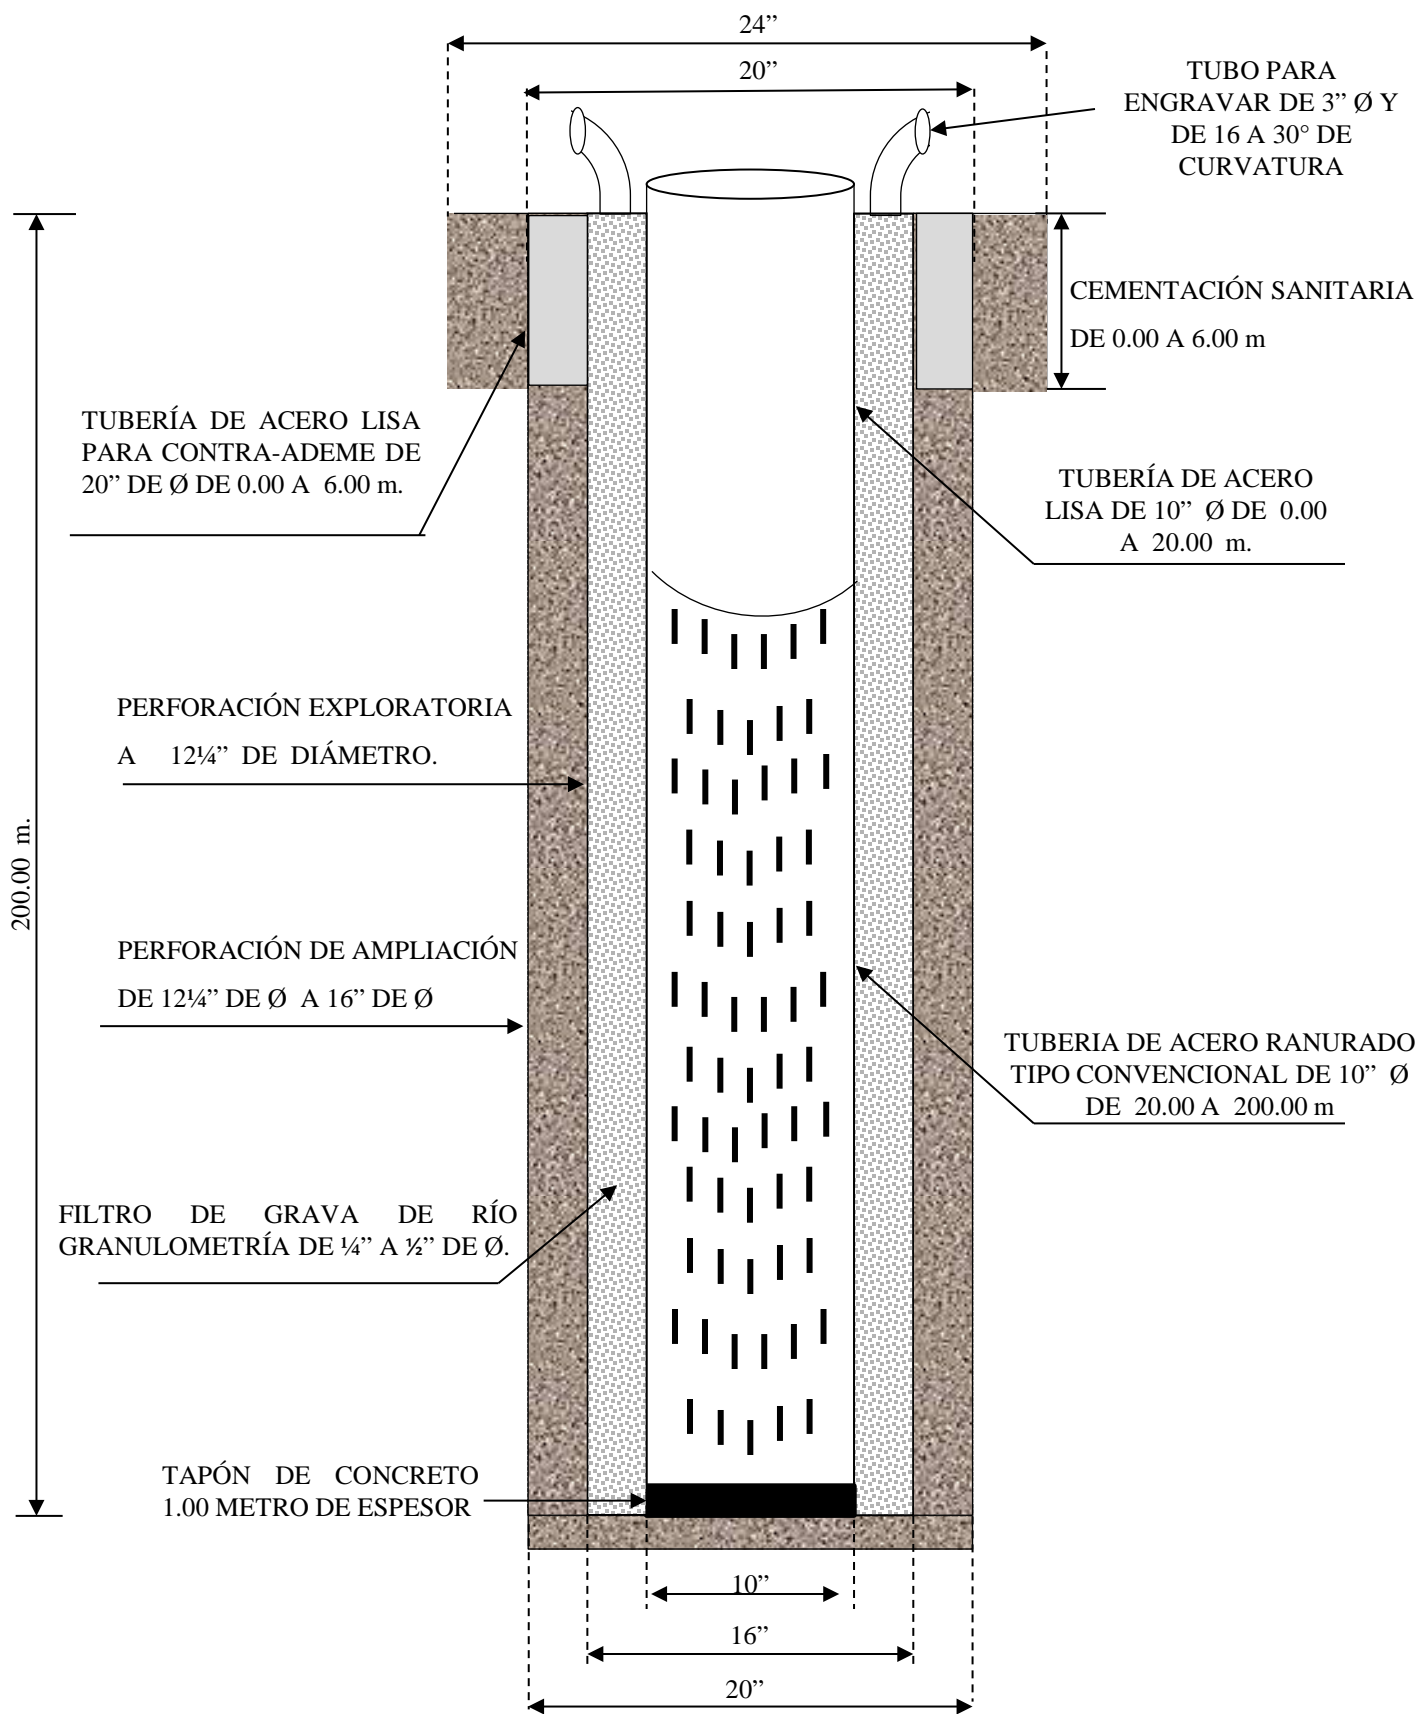 24”
20”
TUBO PARA
ENGRAVAR DE 3” Ø Y
DE 16 A 30° DE
CURVATURA
CEMENTACIÓN SANITARIA
DE 0.00 A 6.00 m
TUBERÍA DE ACERO LISA
PARA CONTRA-ADEME DE
20” DE Ø DE 0.00 A 6.00 m.
TUBERÍA DE ACERO
LISA DE 10” Ø DE 0.00
A 20.00 m.
PERFORACIÓN EXPLORATORIA
A 12¼” DE DIÁMETRO.
200.00 m.
PERFORACIÓN DE AMPLIACIÓN
DE 12¼” DE Ø A 16” DE Ø
TUBERIA DE ACERO RANURADO
TIPO CONVENCIONAL DE 10” Ø
DE 20.00 A 200.00 m
FILTRO DE GRAVA DE RÍO
GRANULOMETRÍA DE ¼” A ½” DE Ø.
TAPÓN DE CONCRETO
1.00 METRO DE ESPESOR
10”
16”
20”